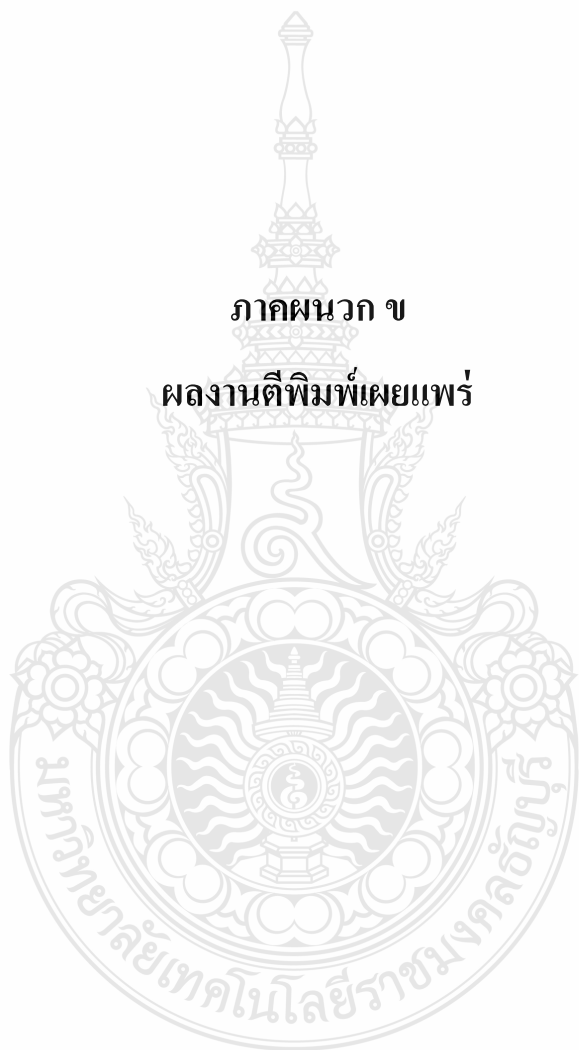 ภาคผนวก ข
ผลงานตีพิมพ์เผยแพร่
มหาวิทยาลัยเทคโนโลยีราชมงคลธัญบุรี